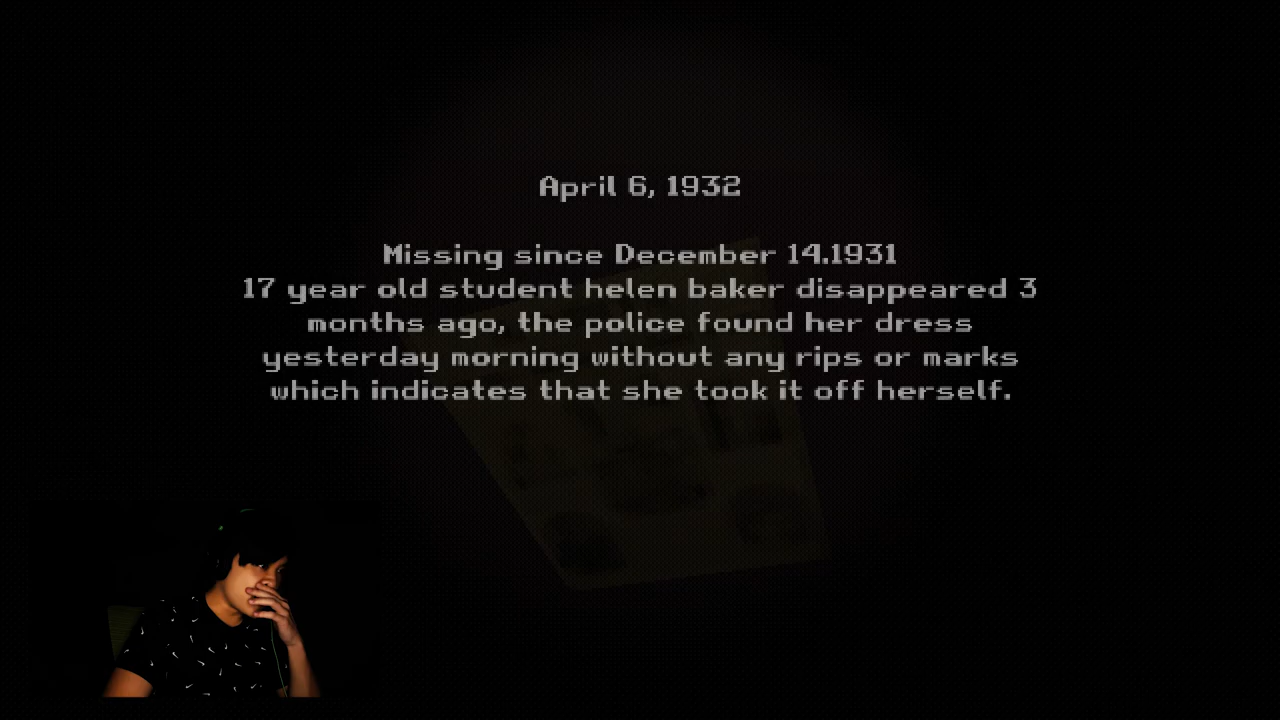 April 6, 1932
Missing since December 14.1931
17 year old student helen baker disappeared 3
months ago, the police found her dress
yesterday morning without any rips or marks
which indicates that she took it off herself.